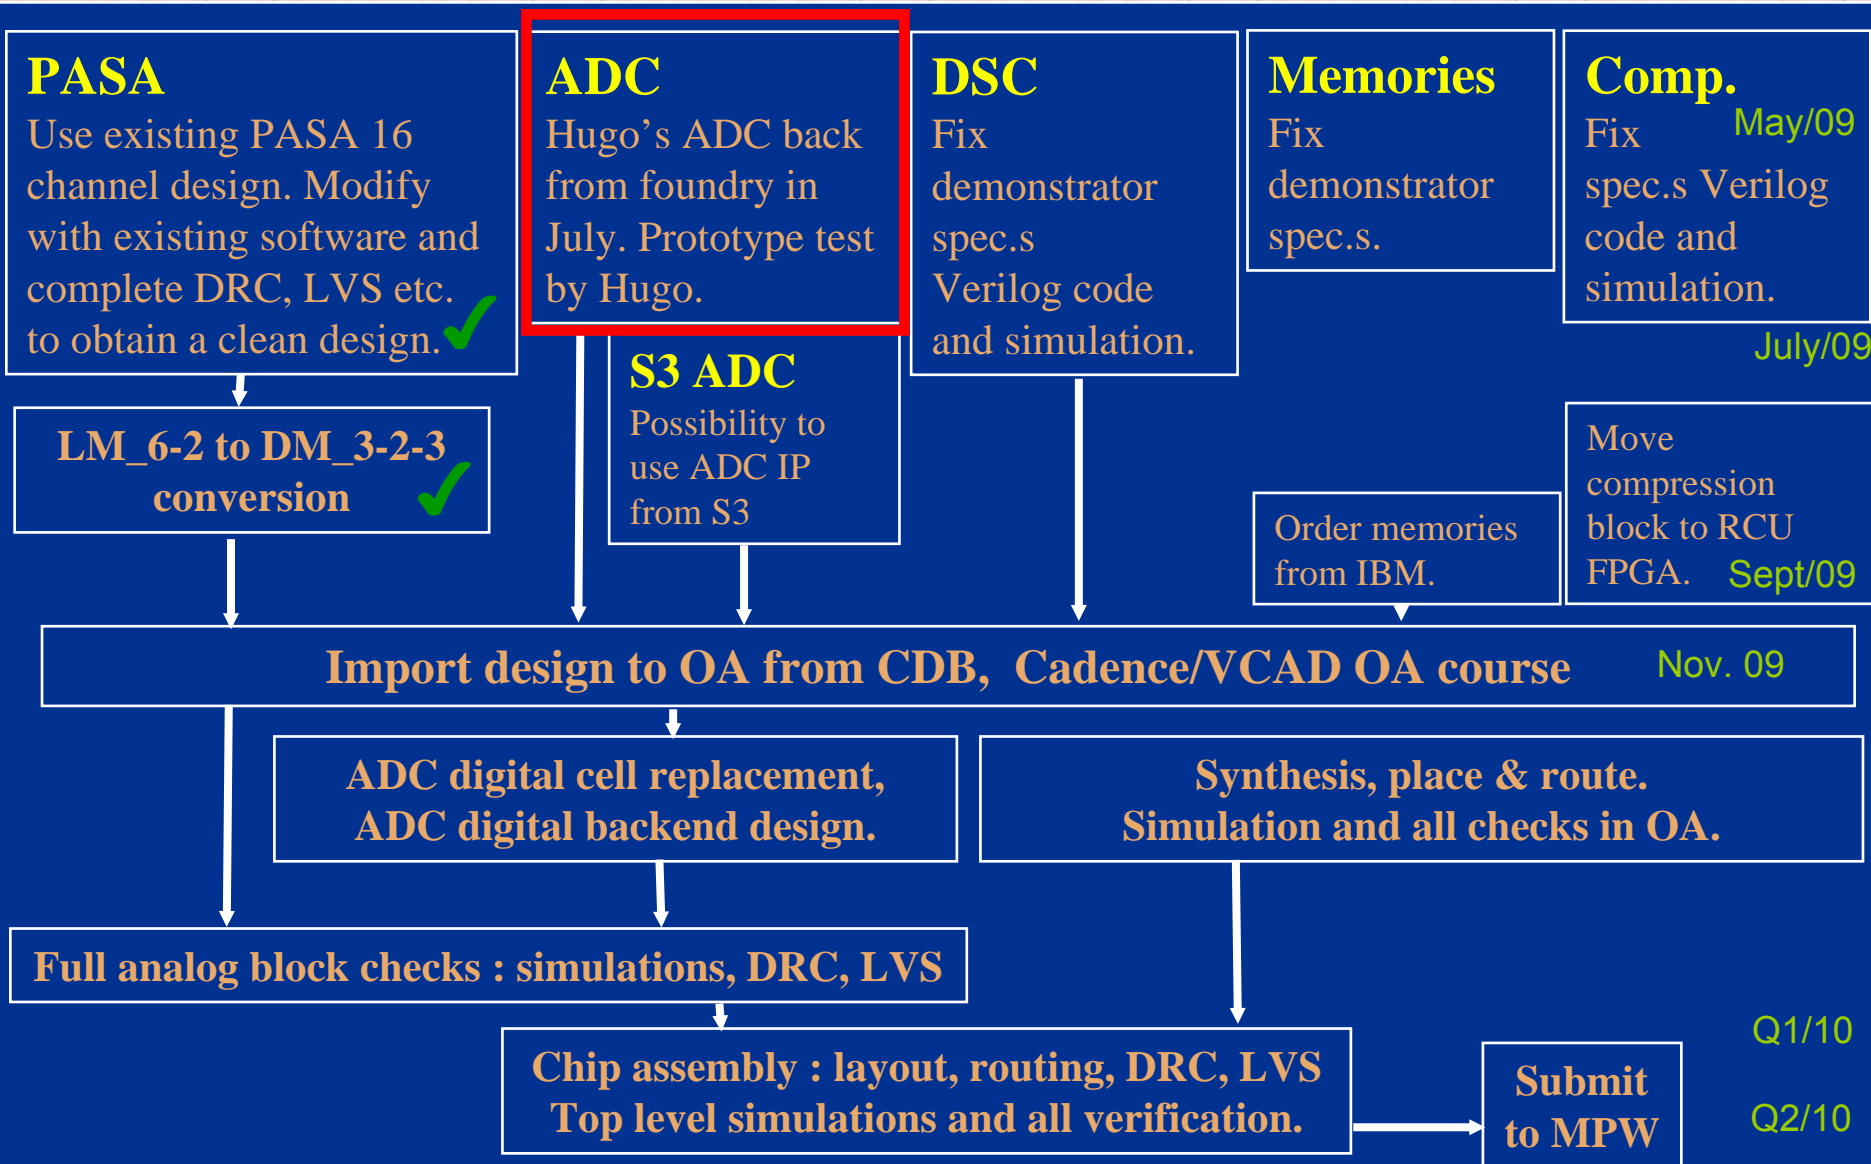 PASA
Use existing PASA 16
channel design. Modify
with existing software and
complete DRC, LVS etc.
to obtain a clean design.
ADC
Hugo's ADC back
from foundry in
July. Prototype test
by Hugo.
DSC
Fix
demonstrator
spec.s
Verilog code
and simulation.
Memories
Fix
demonstrator
spec.s.
Comp.
May/09
Fix
spec.s Verilog
code and
simulation.
July/09
S3 ADC
Possibility to
use ADC IP
from S3
LM_6-2 to DM_3-2-3
conversion
Order memories
from IBM.
Move
compression
block to RCU
FPGA.
Sept/09
Import design to OA from CDB, Cadence/VCAD OA course
Nov. 09
ADC digital cell replacement,
ADC digital backend design.
Synthesis, place & route.
Simulation and all checks in OA.
Full analog block checks : simulations, DRC, LVS
Chip assembly : layout, routing, DRC, LVS
Top level simulations and all verification.
Submit
to MPW
Q1/10
Q2/10